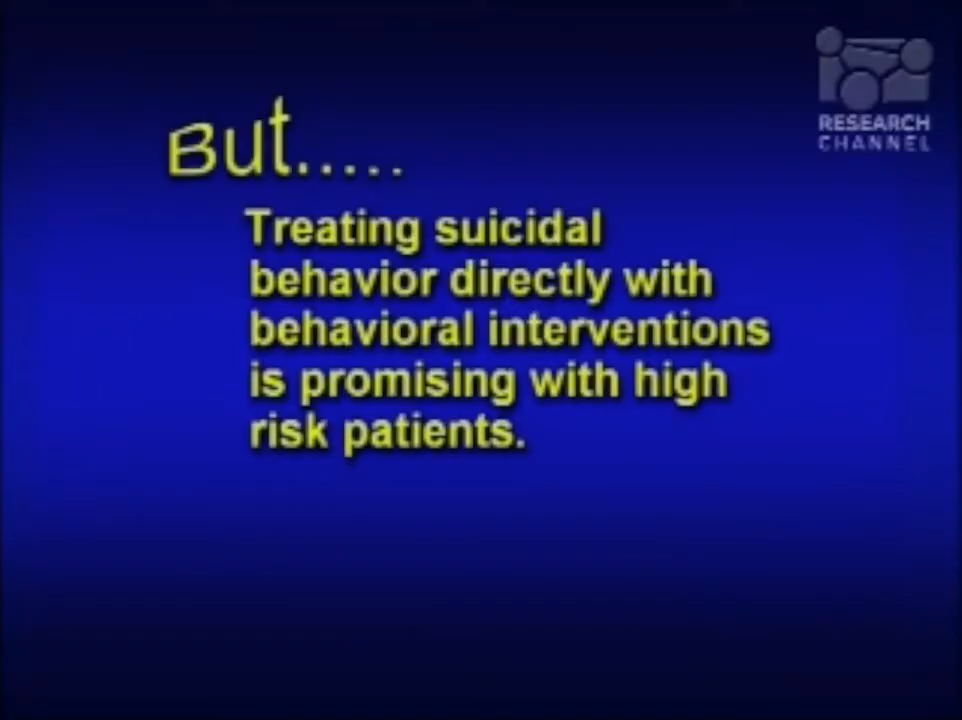 RESEARCH
CHANNEL
But.....
Treating suicidal
behavior directly with
behavioral interventions
is promising with high
risk patients.